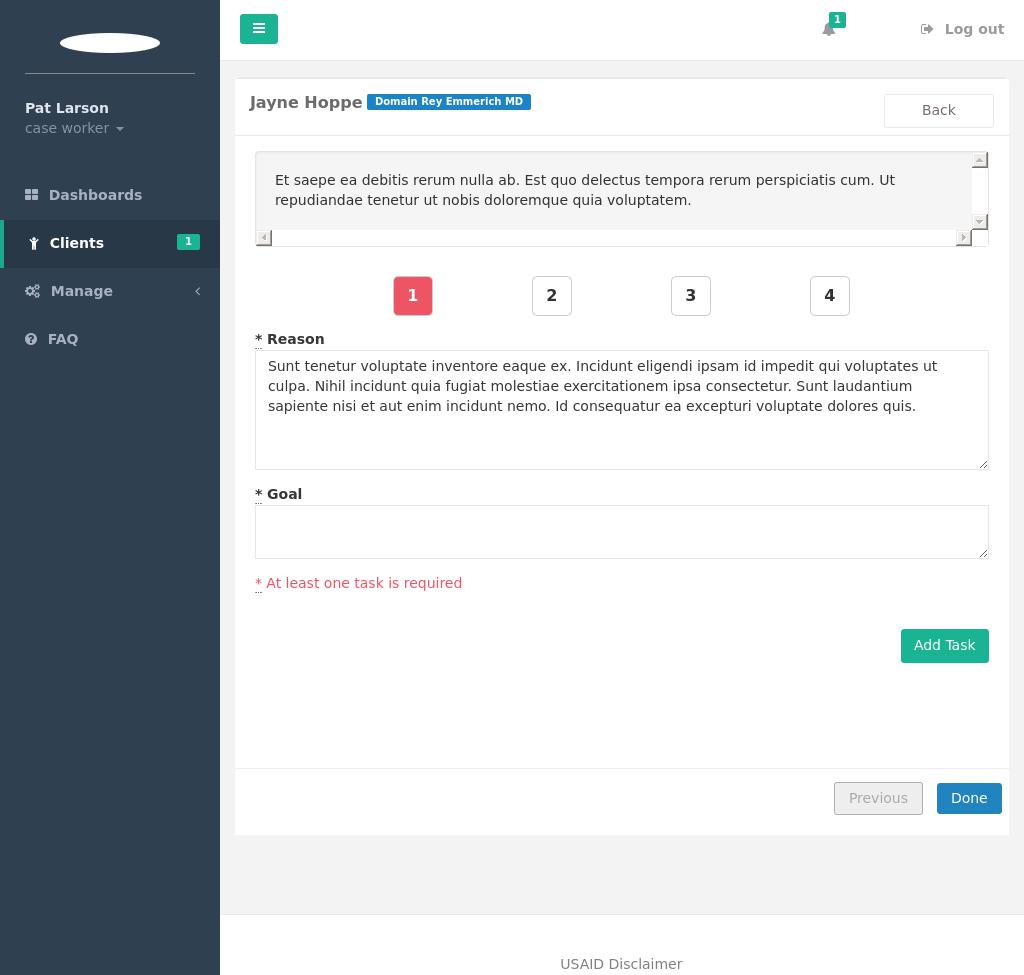 1
Log out
Pat Larson
case worker
Dashboards
Clients 1
Manage
FAQ
Jayne Hoppe Domain Rey Emmerich MD
Back
Et saepe ea debitis rerum nulla ab. Est quo delectus tempora rerum perspiciatis cum. Ut
repudiandae tenetur ut nobis doloremque quia voluptatem.
1 2 3 4
* Reason
Sunt tenetur voluptate inventore eaque ex. Incidunt eligendi ipsam id impedit qui voluptates ut
culpa. Nihil incidunt quia fugiat molestiae exercitationem ipsa consectetur. Sunt laudantium
sapiente nisi et aut enim incidunt nemo. Id consequatur ea excepturi voluptate dolores quis.
* Goal
* At least one task is required
Add Task
Previous Done
USAID Disclaimer